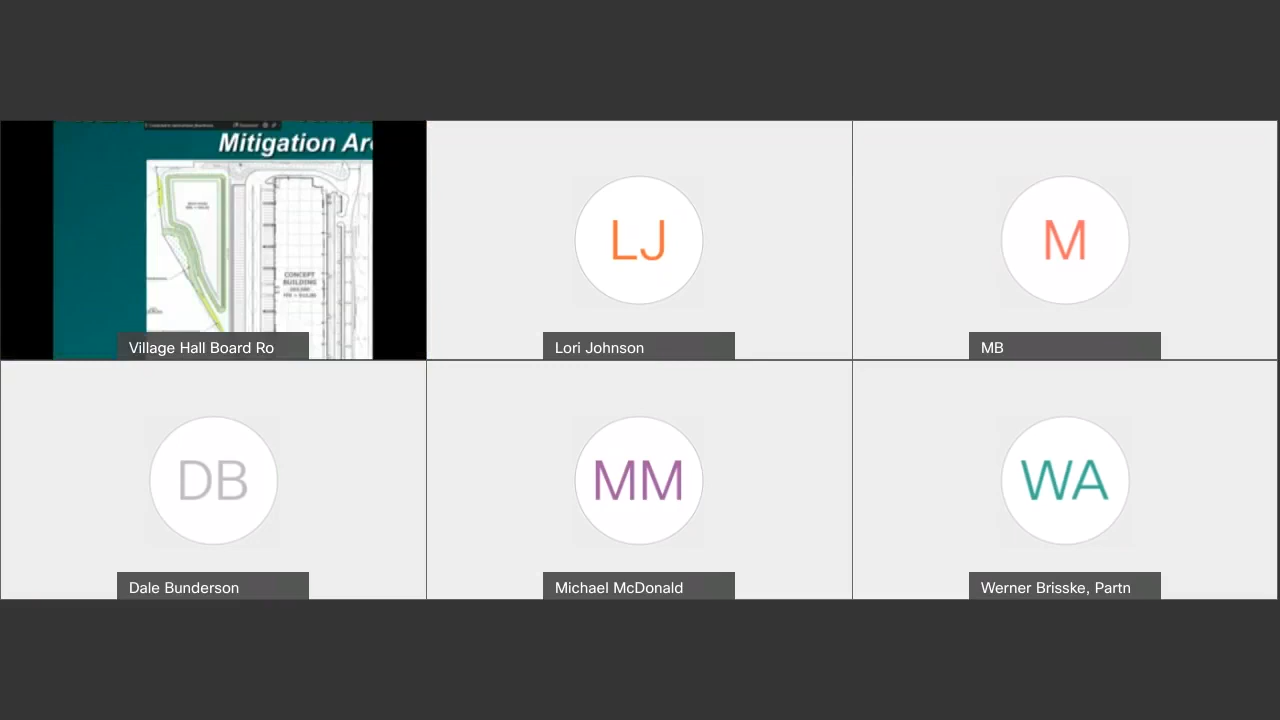 Mitigation Ar
CONCEPT
BUILDING
Village Hall Board Ro
LJ
Lori Johnson
M
MB
DB
Dale Bunderson
MM
Michael McDonald
WA
Werner Brisske, Partn